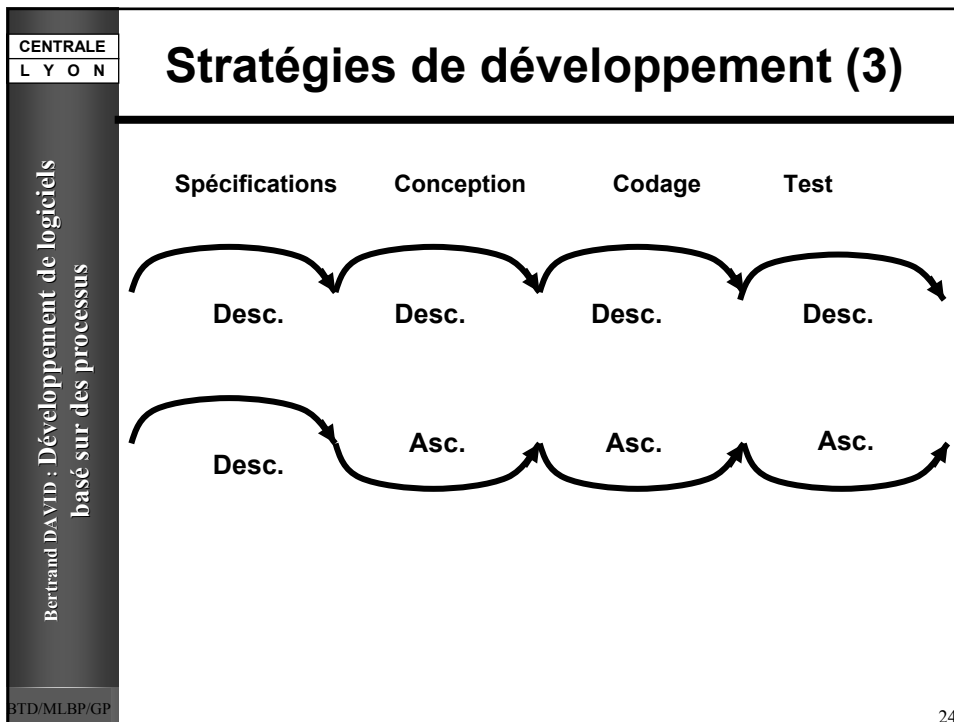 CENTRALE
L Y O N
Stratégies de développement (3)
Bertrand DAVID : Développement de logiciels
basé sur des processus
Spécifications Conception Codage Test
Desc. Desc. Desc. Desc.
Desc. Asc. Asc. Asc.
BTD/MLBP/GP
24